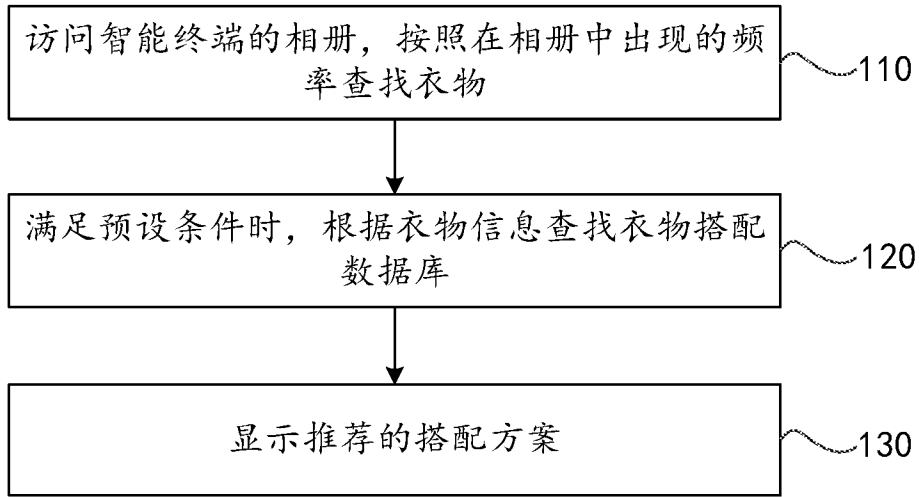 访问智能终端的相册，按照在相册中出现的频
率查找衣物
110
满足预设条件时，根据衣物信息查找衣物搭配
数据库
120
显示推荐的搭配方案
130